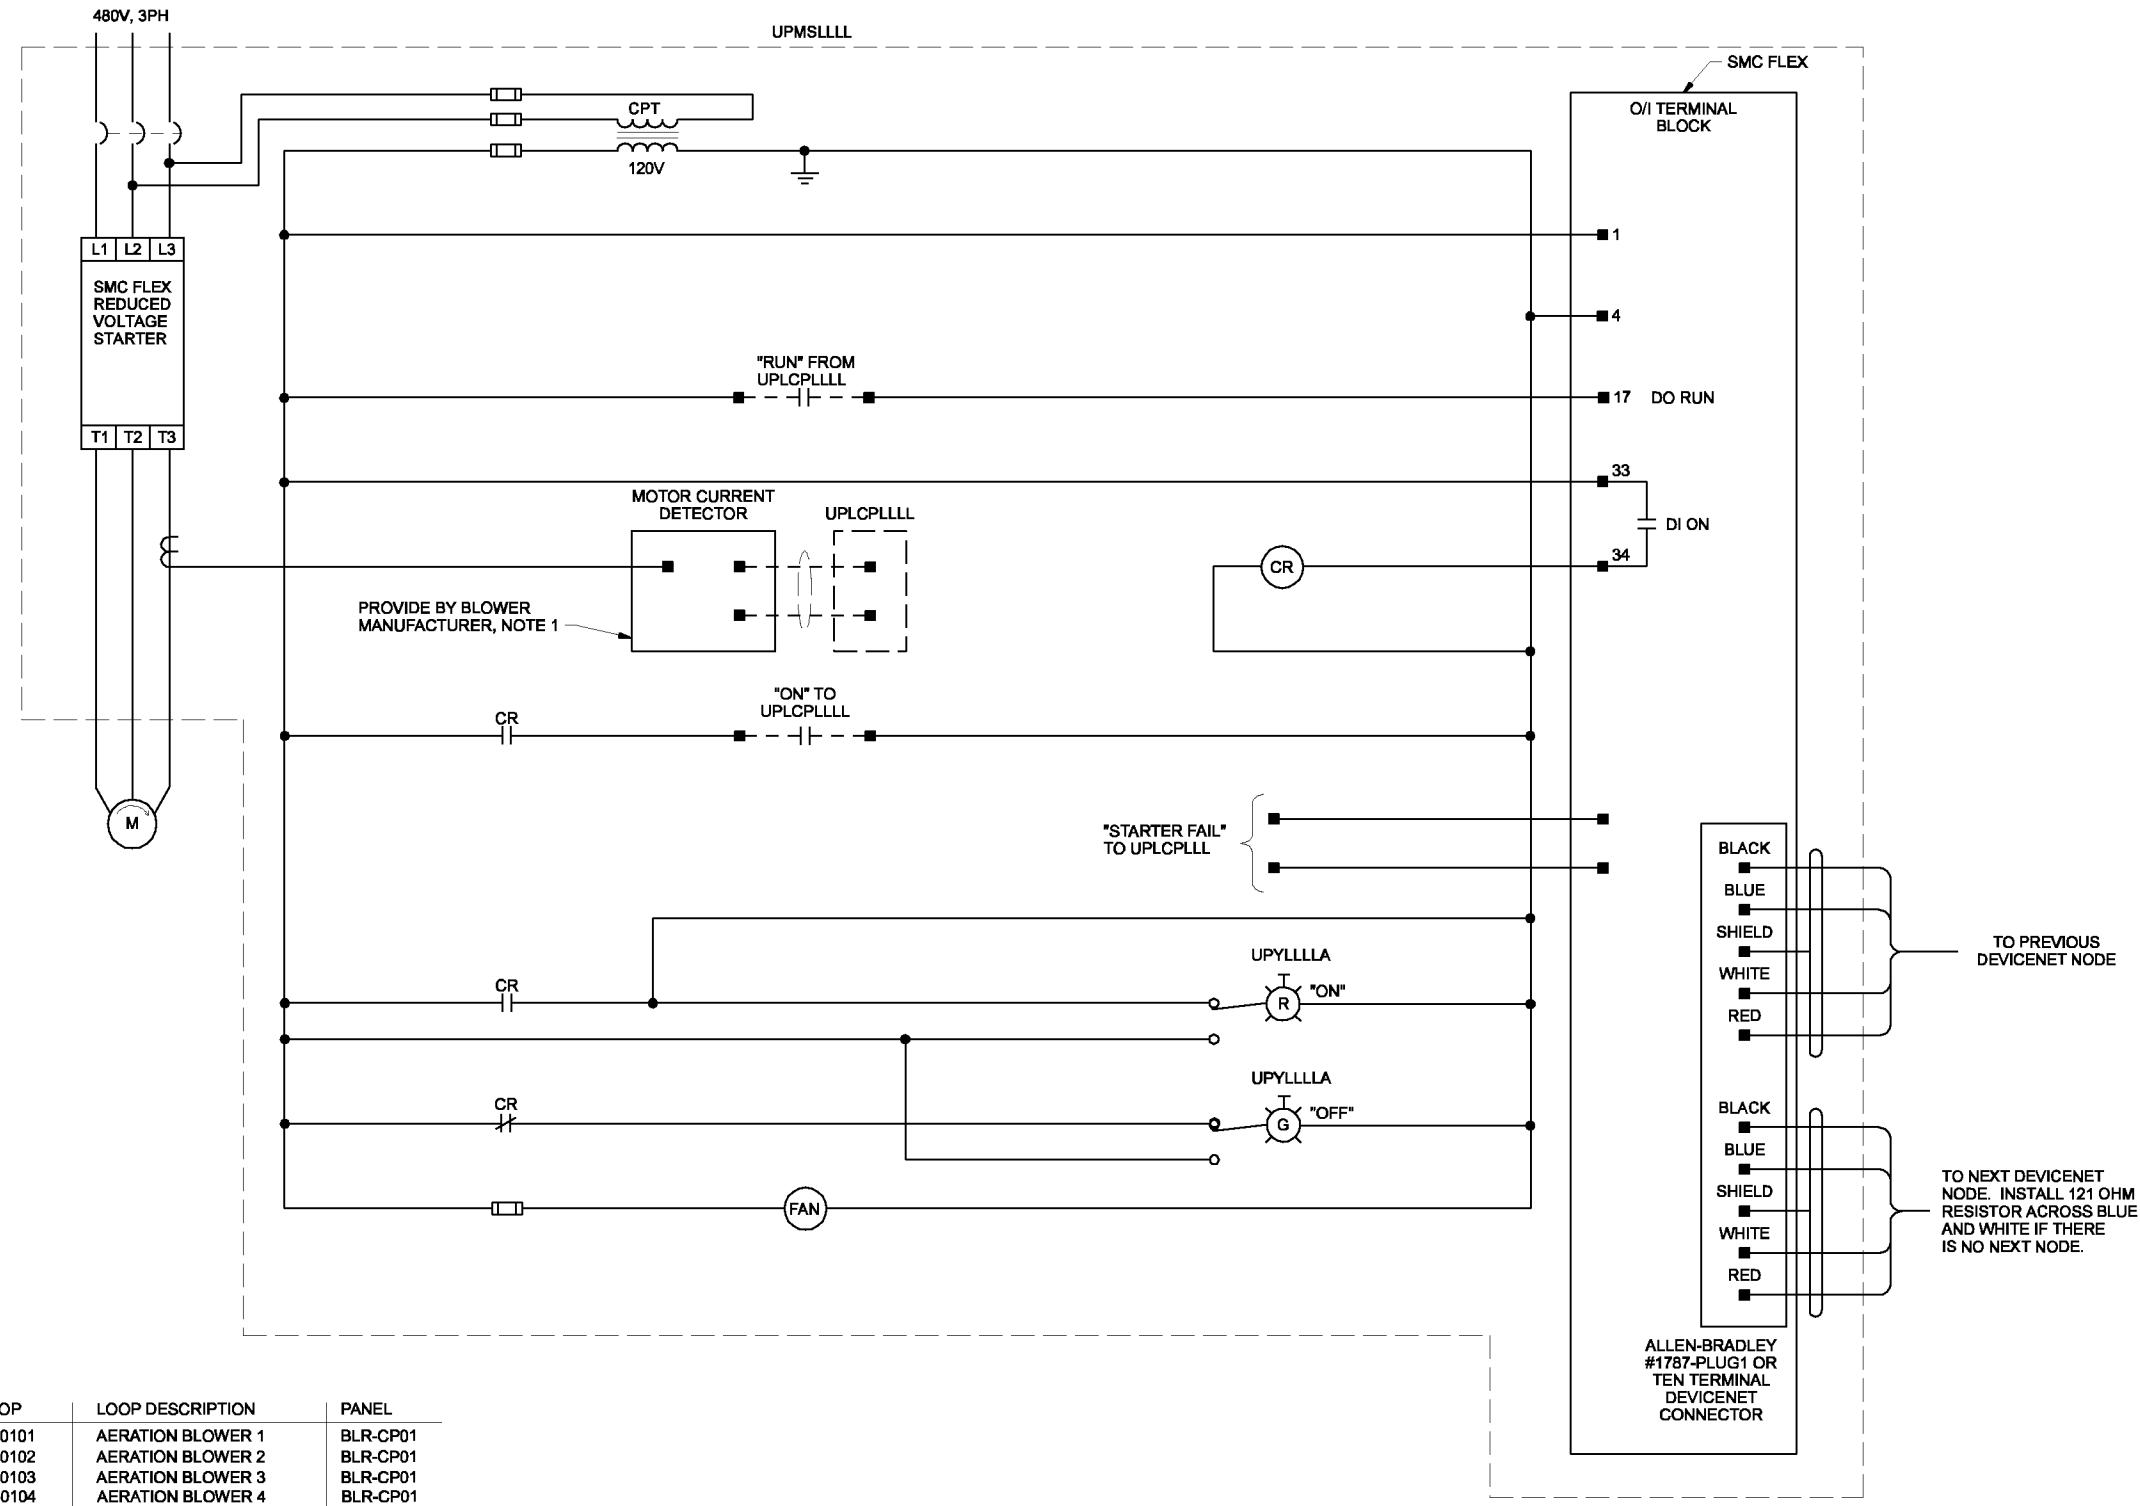 480V, 3PH
UPMSLLLL
SMC FLEX
O/I TERMINAL
BLOCK
CPT
120V
1
L1 L2 L3
SMC FLEX
REDUCED
VOLTAGE
STARTER
4
"RUN" FROM
UPLCPLLLL
17 DO RUN
T1 T2 T3
33
MOTOR CURRENT
DETECTOR
UPLCPLLLL
DI ON
34
CR
PROVIDE BY BLOWER
MANUFACTURER, NOTE 1
"ON" TO
UPLCPLLLL
CR
M
"STARTER FAIL"
TO UPLCPLLL
BLACK
BLUE
SHIELD
WHITE
RED
TO PREVIOUS
DEVICENET NODE
UPYLLLLA
CR
R
"ON"
UPYLLLLA
CR
G
"OFF"
BLACK
BLUE
SHIELD
WHITE
RED
TO NEXT DEVICENET
NODE. INSTALL 121 OHM
RESISTOR ACROSS BLUE
AND WHITE IF THERE
IS NO NEXT NODE.
FAN
ALLEN-BRADLEY
#1787-PLUG1 OR
TEN TERMINAL
DEVICENET
CONNECTOR
OP LOOP DESCRIPTION PANEL
0101 AERATION BLOWER 1 BLR-CP01
0102 AERATION BLOWER 2 BLR-CP01
0103 AERATION BLOWER 3 BLR-CP01
0104 AERATION BLOWER 4 BLR-CP01